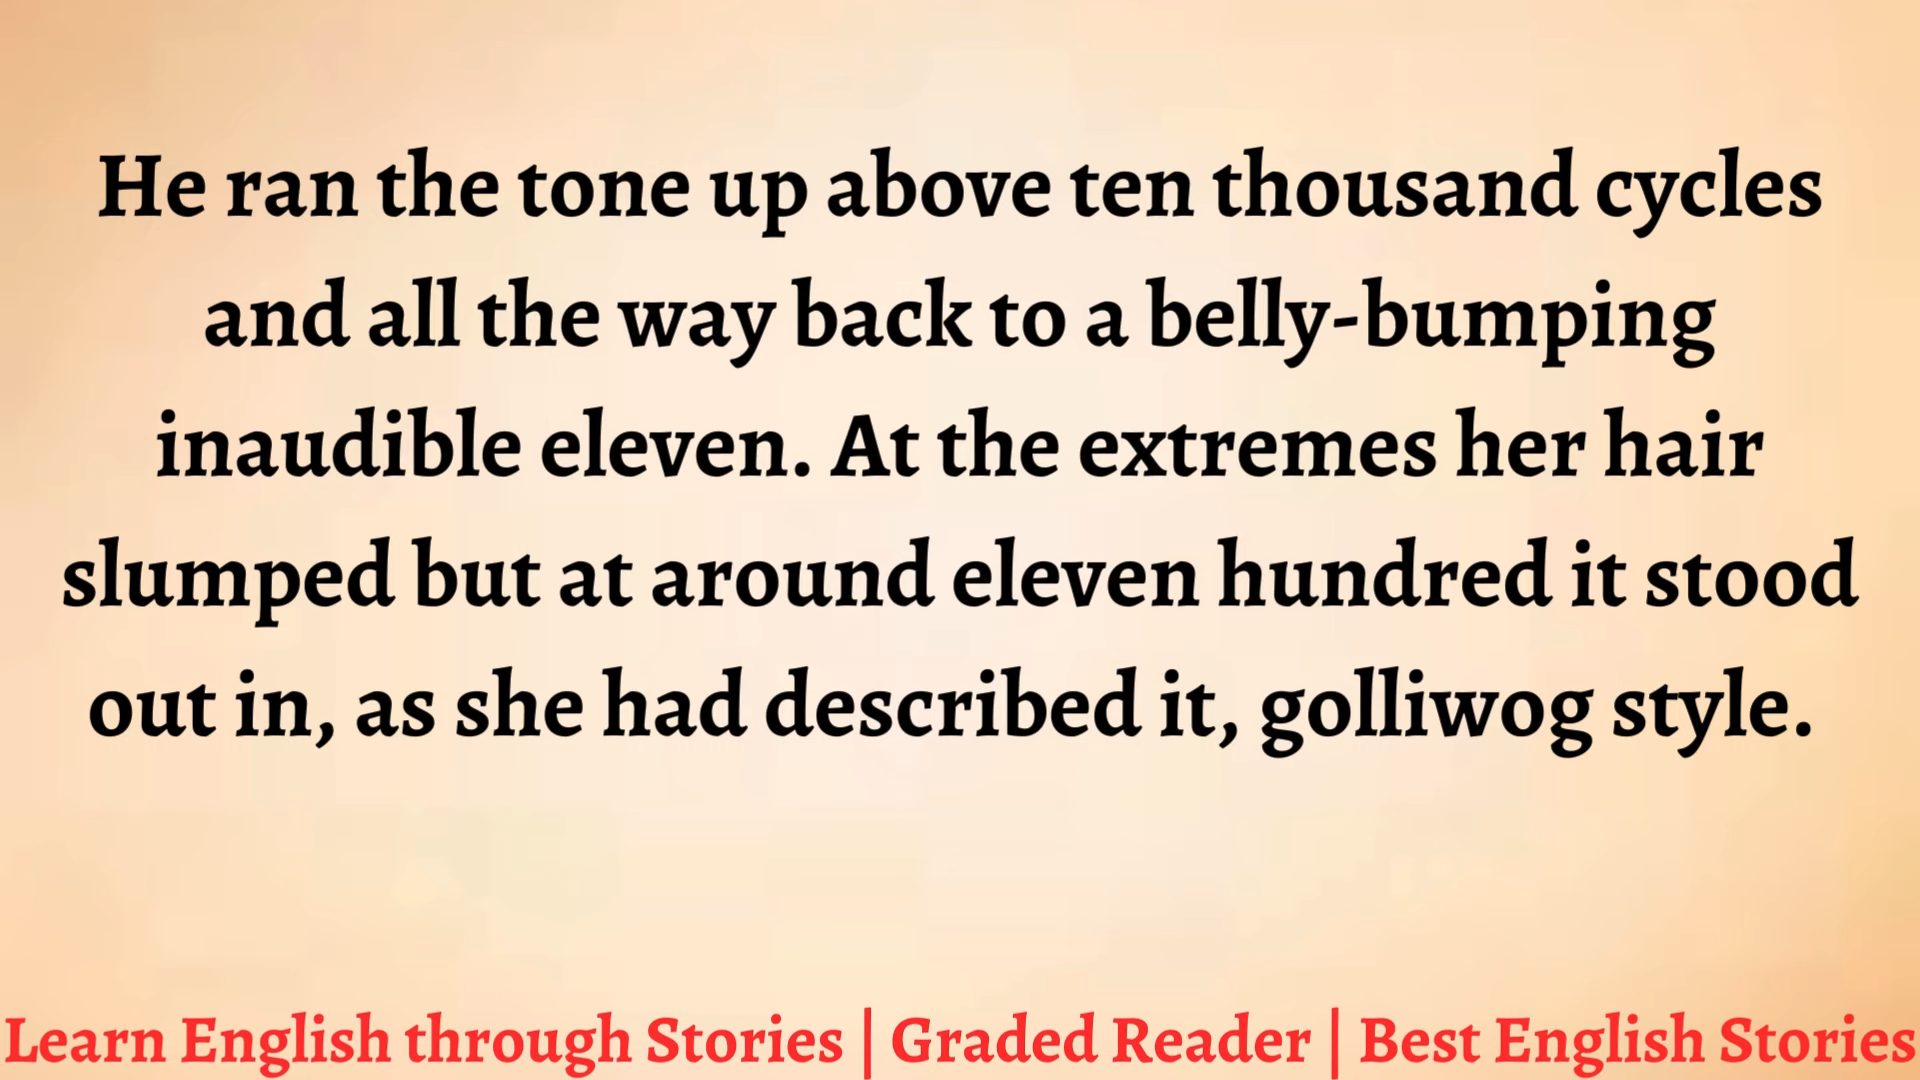 He ran the tone up above ten thousand cycles
and all the way back to a belly-bumping
inaudible eleven. At the extremes her hair
slumped but at around eleven hundred it stood
out in, as she had described it, golliwog style.
Learn English through Stories | Graded Reader | Best English Stories